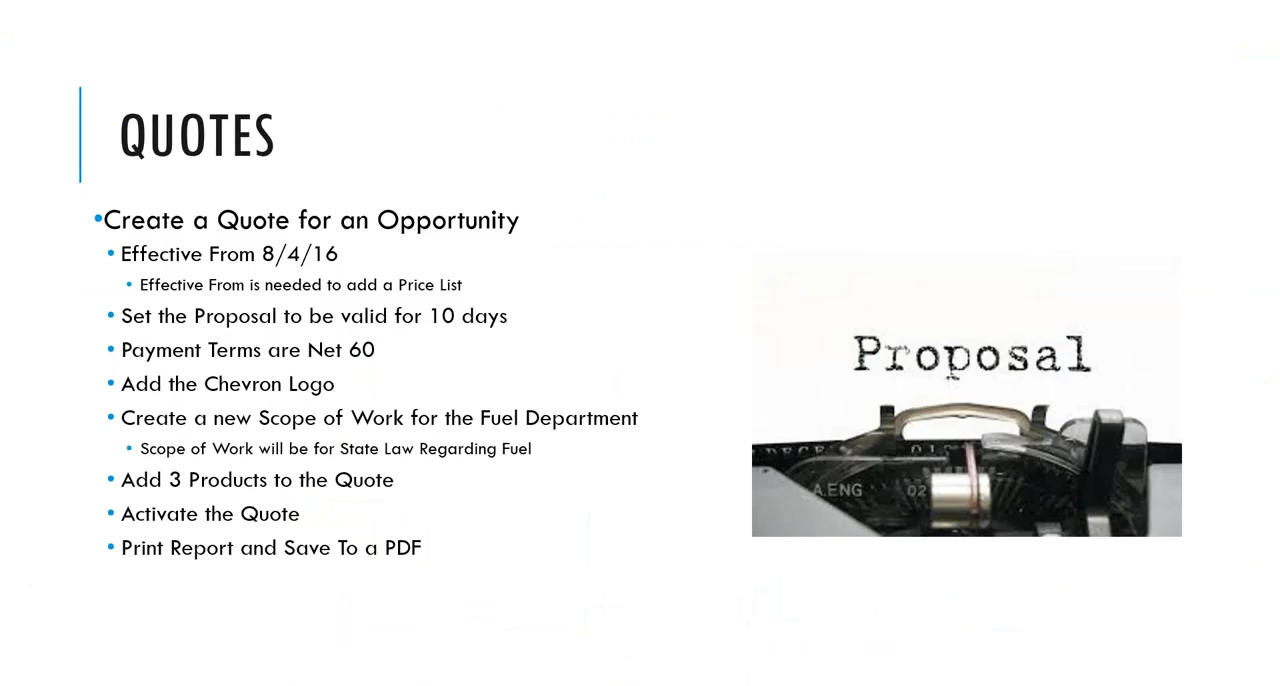 QUOTES
•Create a Quote for an Opportunity
• Effective From 8/4/16
• Effective From is needed to add a Price List
• Set the Proposal to be valid for 10 days
• Payment Terms are Net 60
• Add the Chevron Logo
• Create a new Scope of Work for the Fuel Department
• Scope of Work will be for State Law Regarding Fuel
• Add 3 Products to the Quote
• Activate the Quote
• Print Report and Save To a PDF
Proposal
A.ENG 02